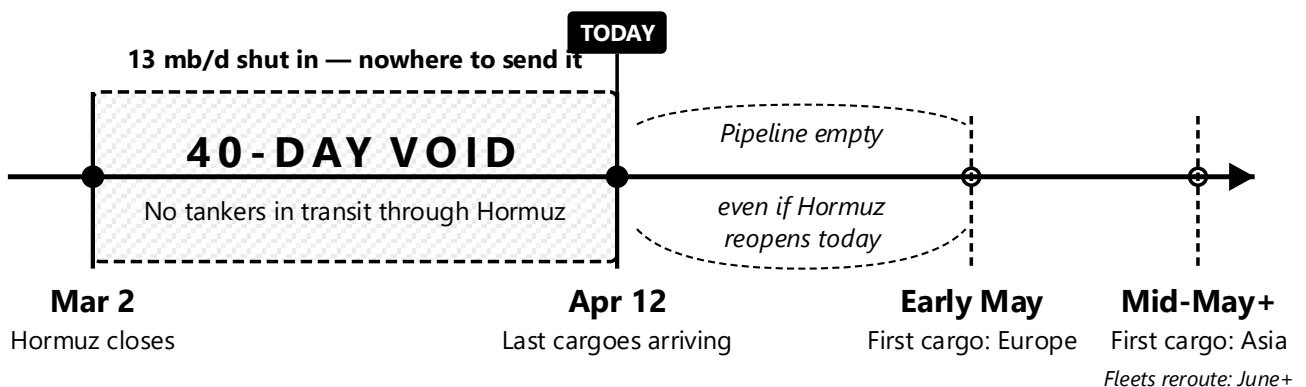 TODAY
13 mb/d shut in — nowhere to send it
40-DAY VOID
No tankers in transit through Hormuz
Pipeline empty
even if Hormuz
reopens today
Mar 2
Hormuz closes
Apr 12
Last cargoes arriving
Early May
First cargo: Europe
Mid-May+
First cargo: Asia
Fleets reroute: June+